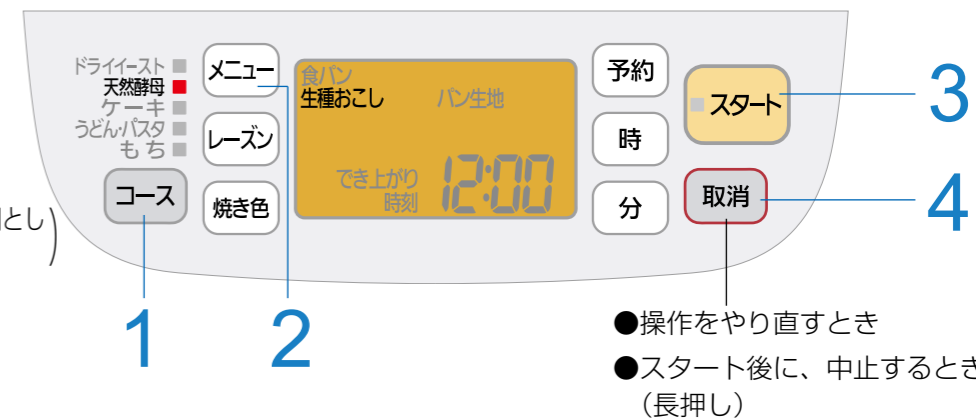 ドライイースト
天然酵母
ケーキ
うどん・パスタ
もち
コース
メニュー
レーズン
焼き色
食パン
生種おこし
パン生地
でき上がり
時刻
12:00
予約
時
分
スタート
取消
とし)
1
2
3
4
●操作をやり直すとき
●スタート後に、中止するとき
(長押し)